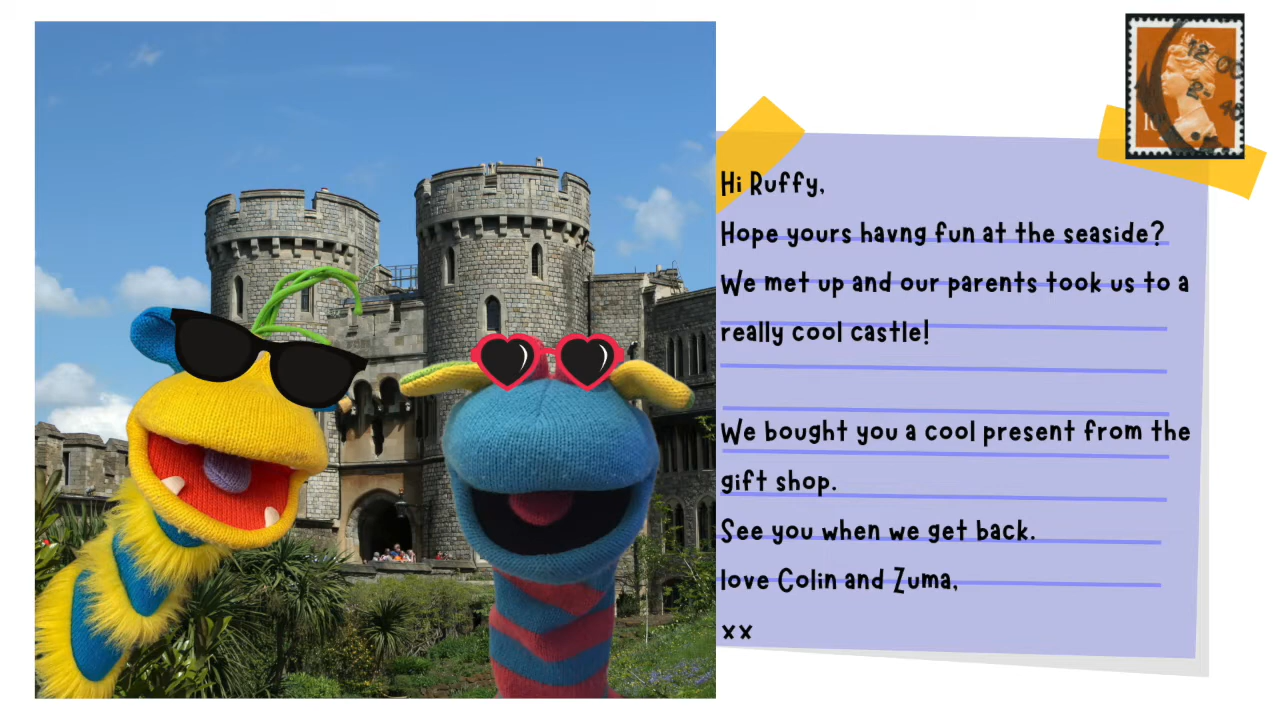 Hi Ruffy,
Hope yours havng fun at the seaside?
We met up and our parents took us to a
really cool castle!
We bought you a cool present from the
gift shop.
See you when we get back.
love Colin and Zuma,
xx